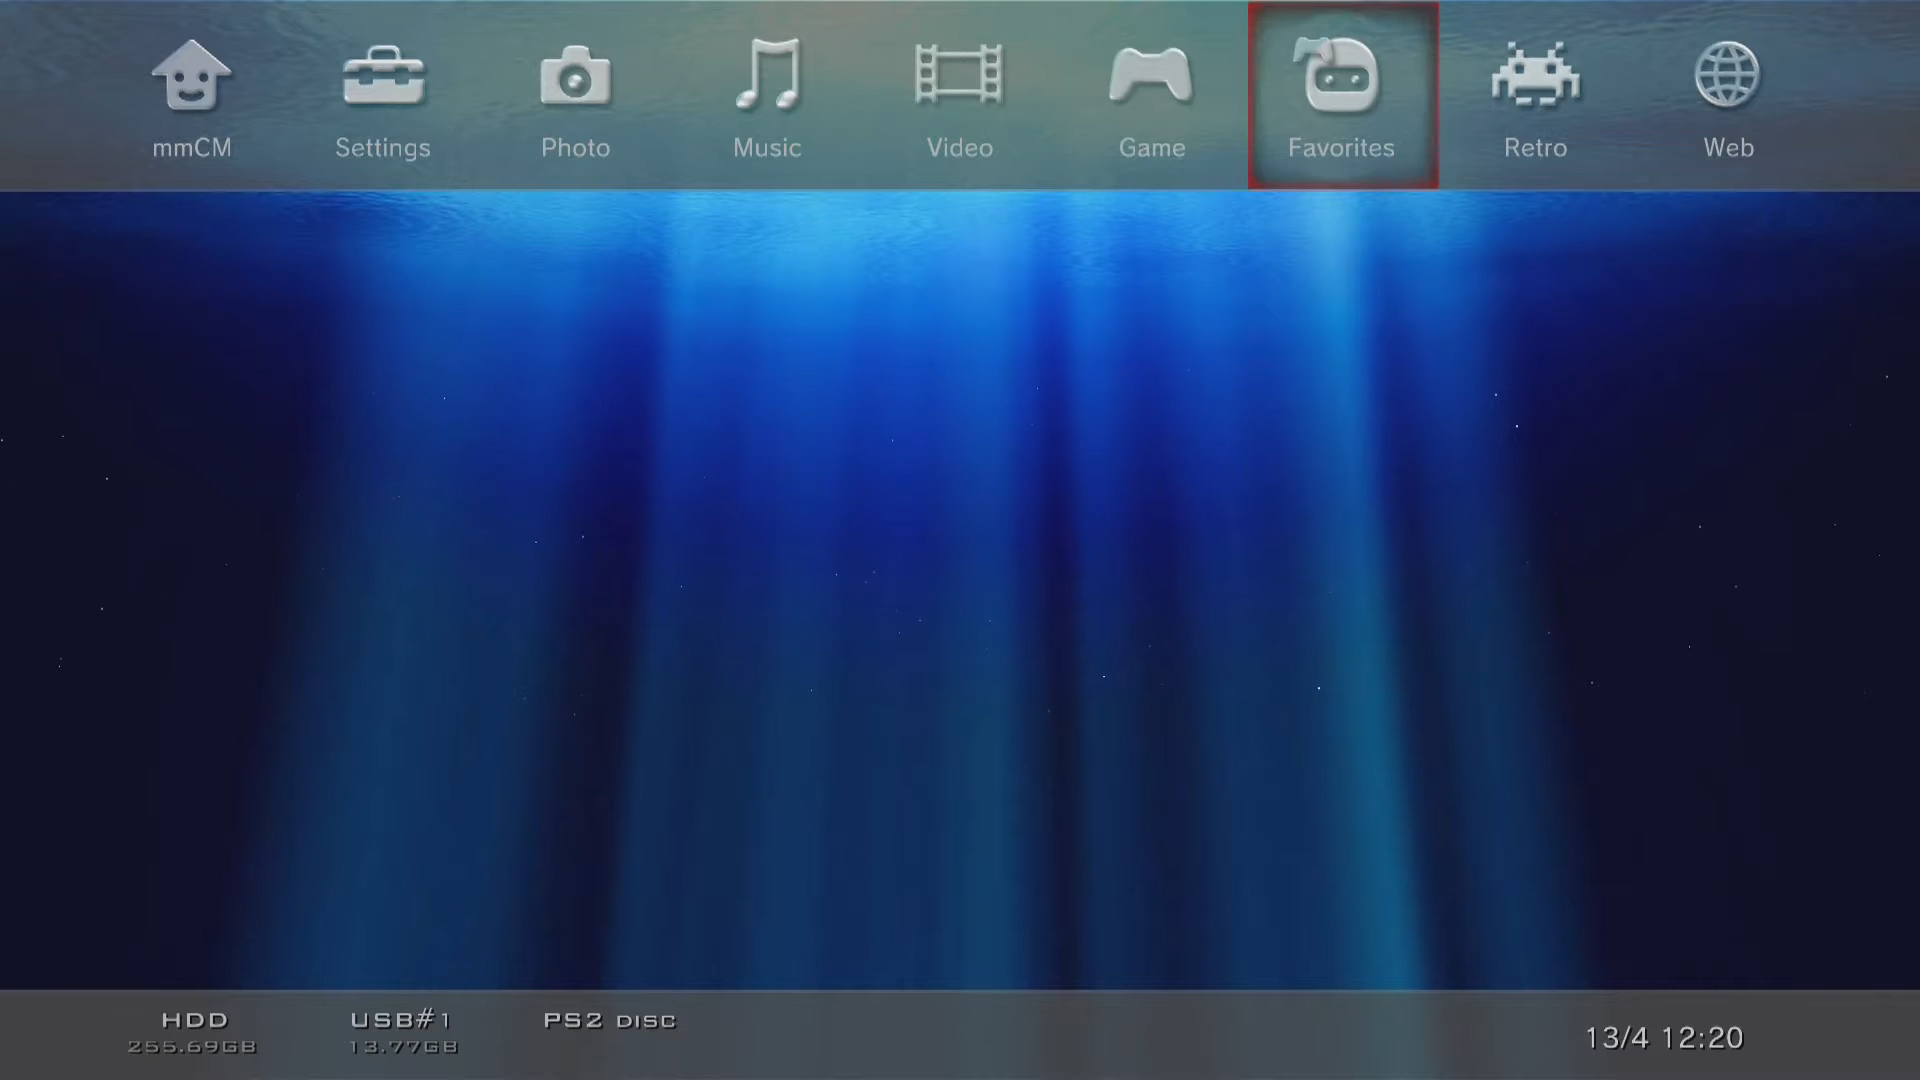 mmCM Settings Photo Music Video Game Favorites Retro Web
HDD USB#1 PS2 DISC
255.69GB 13.77GB
13/4 12:20